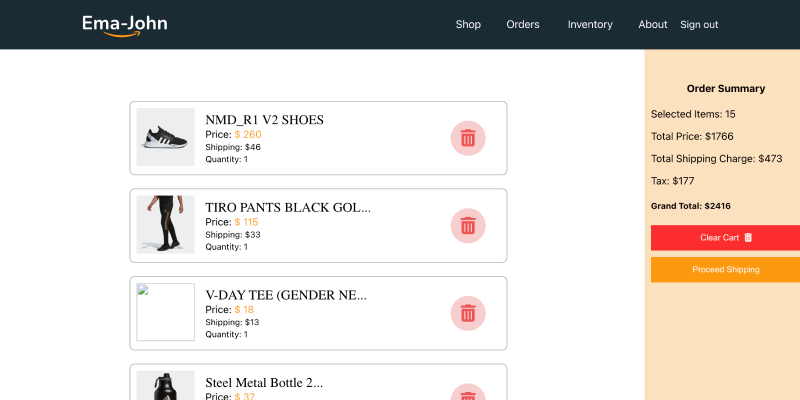 Ema-John
Shop Orders Inventory About Sign out
NMD_R1 V2 SHOES
Price: $ 260
Shipping: $46
Quantity: 1
TIRO PANTS BLACK GOL...
Price: $ 115
Shipping: $33
Quantity: 1
V-DAY TEE (GENDER NE...
Price: $ 18
Shipping: $13
Quantity: 1
Steel Metal Bottle 2...
Price: $ 37
Order Summary
Selected Items: 15
Total Price: $1766
Total Shipping Charge: $473
Tax: $177
Grand Total: $2416
Clear Cart
Proceed Shipping